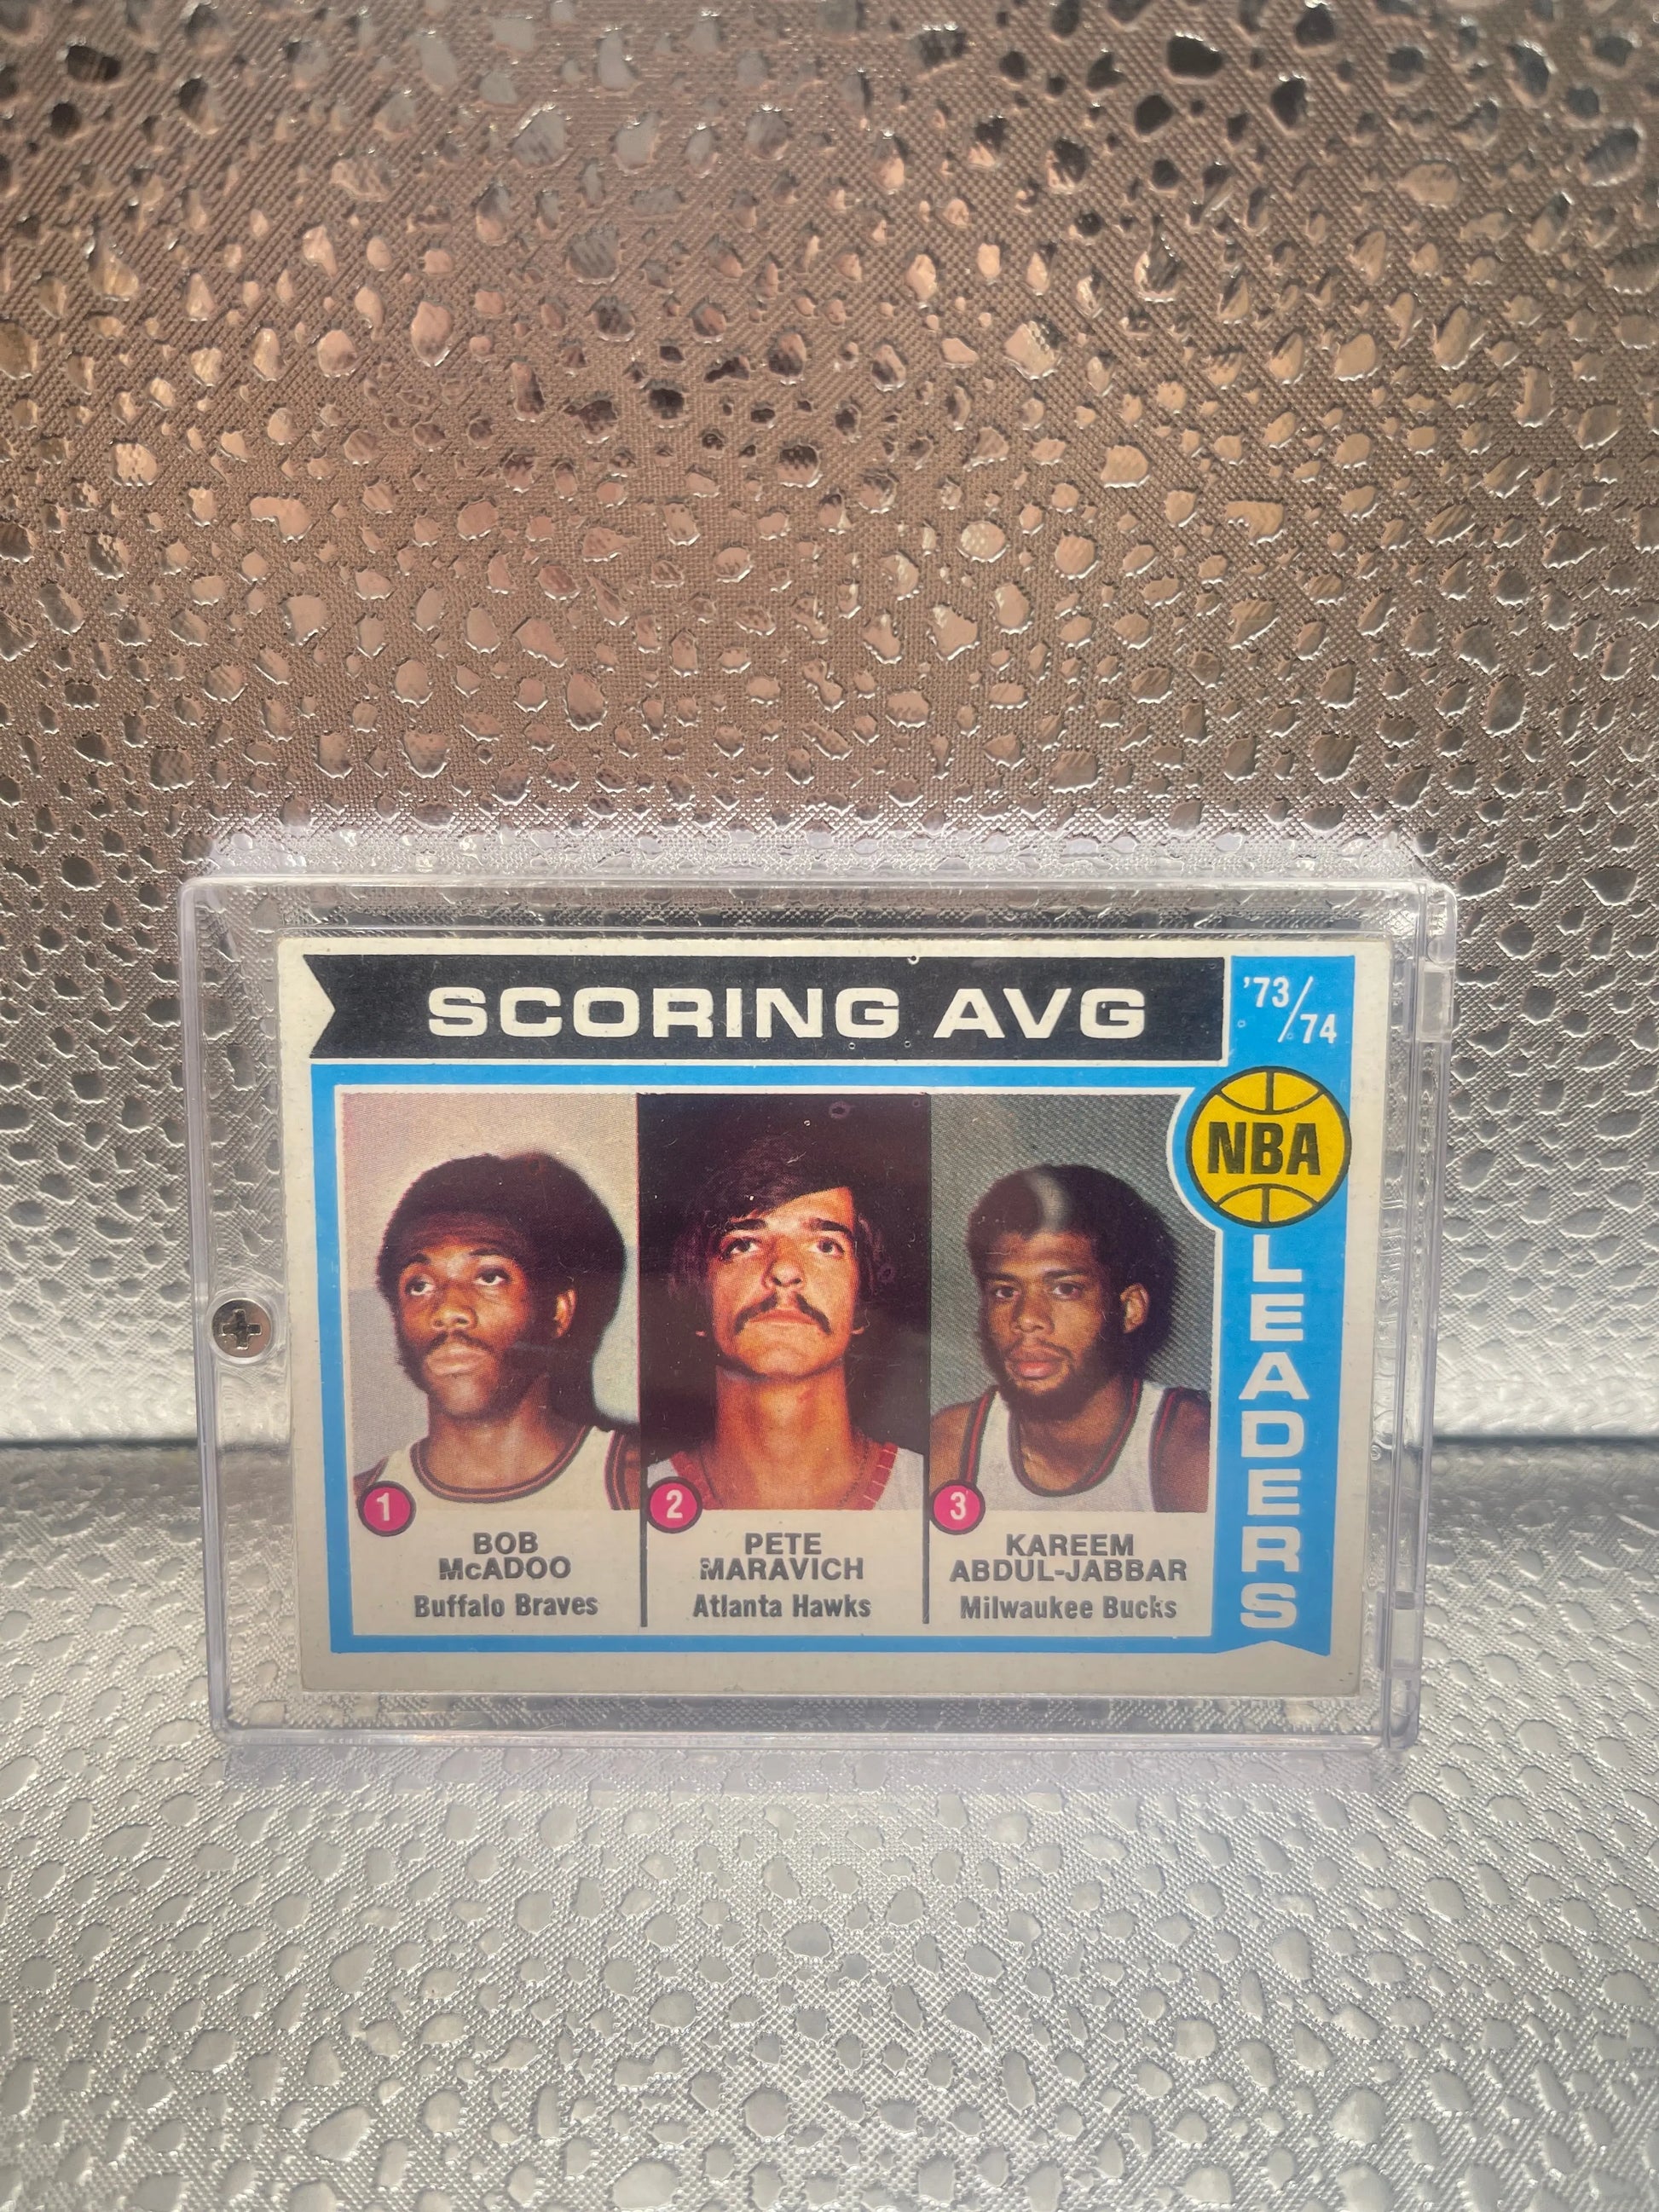 SCORING AVG
'73/74
NBA
LEADERS
1
BOB
McADOO
Buffalo Braves
2
PETE
MARAVICH
Atlanta Hawks
3
KAREEM
ABDUL-JABBAR
Milwaukee Bucks